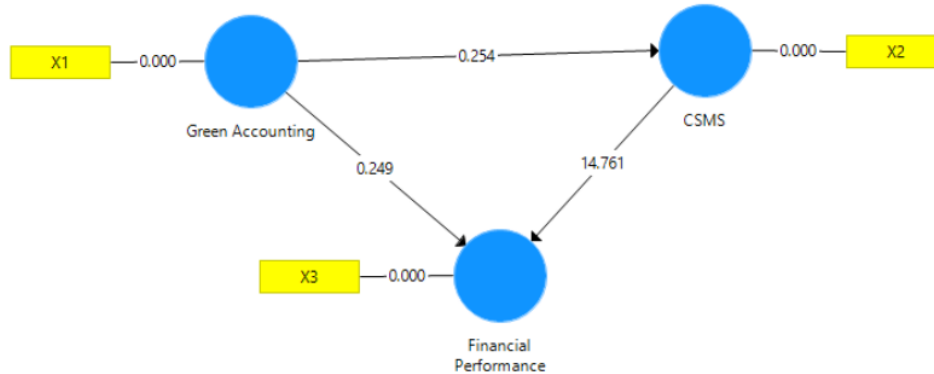 X1
0.000
Green Accounting
0.254
CSMS
0.000
X2
0.249
14.761
X3
0.000
Financial
Performance